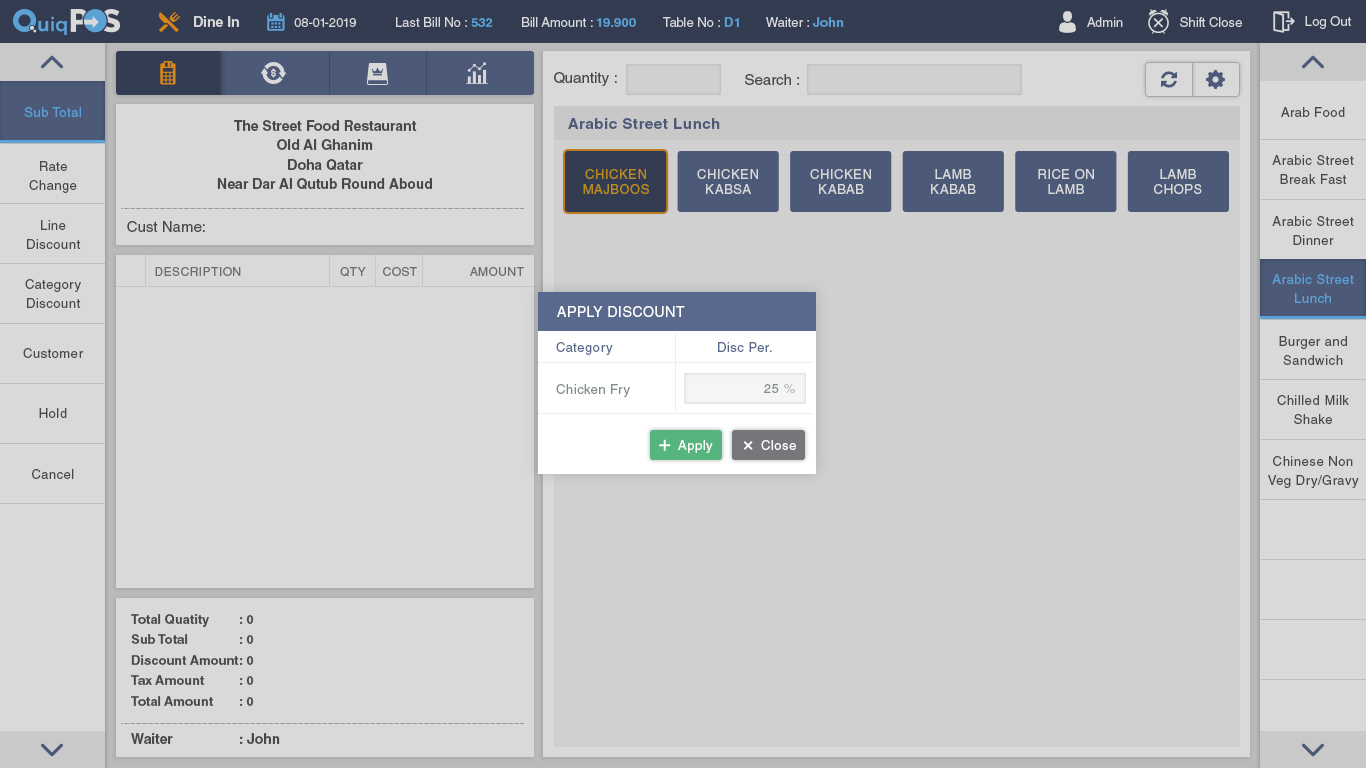 QuiqPOS
Dine In
08-01-2019
Last Bill No : 532
Bill Amount : 19.900
Table No : D1
Waiter : John
Admin
Shift Close
Log Out
Sub Total
Rate
Change
Line
Discount
Category
Discount
Customer
Hold
Cancel
The Street Food Restaurant
Old Al Ghanim
Doha Qatar
Near Dar Al Qutub Round Aboud
Cust Name:
DESCRIPTION QTY COST AMOUNT
Total Quatity : 0
Sub Total : 0
Discount Amount: 0
Tax Amount : 0
Total Amount : 0
Waiter : John
Quantity :
Search :
Arabic Street Lunch
CHICKEN
MAJBOOS
CHICKEN
KABSA
CHICKEN
KABAB
LAMB
KABAB
RICE ON
LAMB
LAMB
CHOPS
APPLY DISCOUNT
Category Disc Per.
Chicken Fry 25 %
Apply
Close
Arab Food
Arabic Street
Break Fast
Arabic Street
Dinner
Arabic Street
Lunch
Burger and
Sandwich
Chilled Milk
Shake
Chinese Non
Veg Dry/Gravy